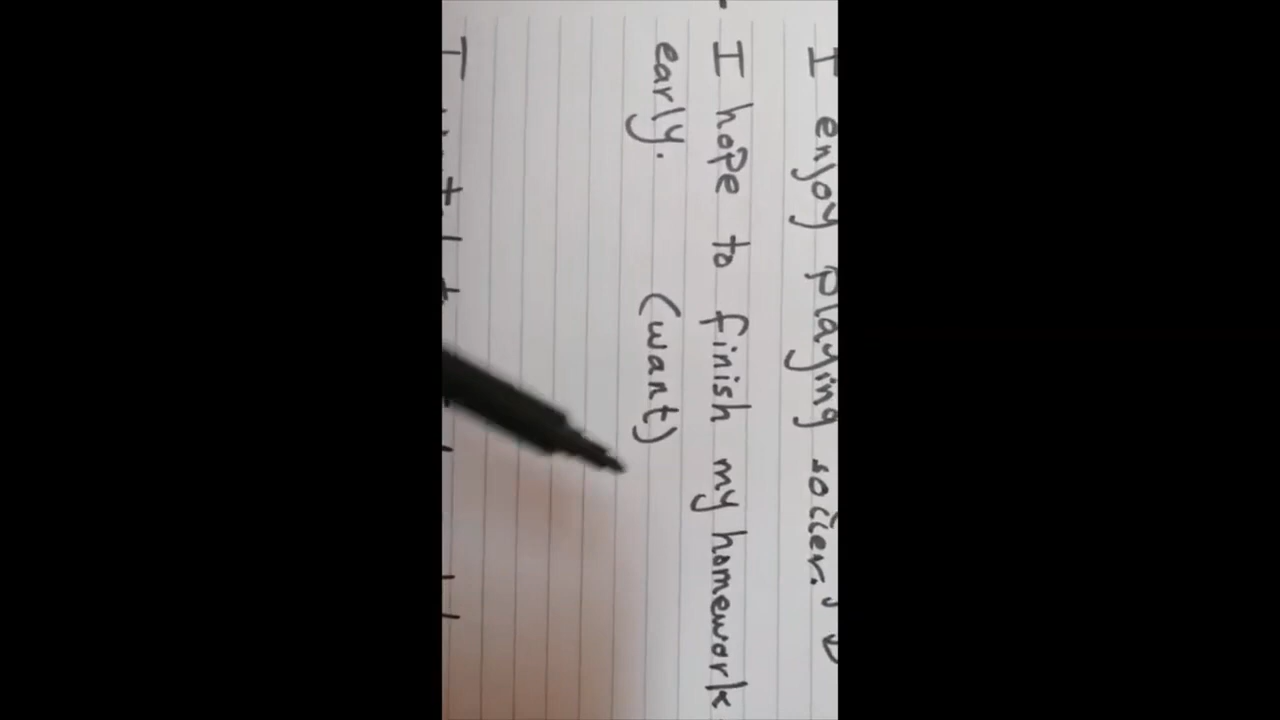 I enjoy playing soccer.
I hope to finish my homework
early. (want)